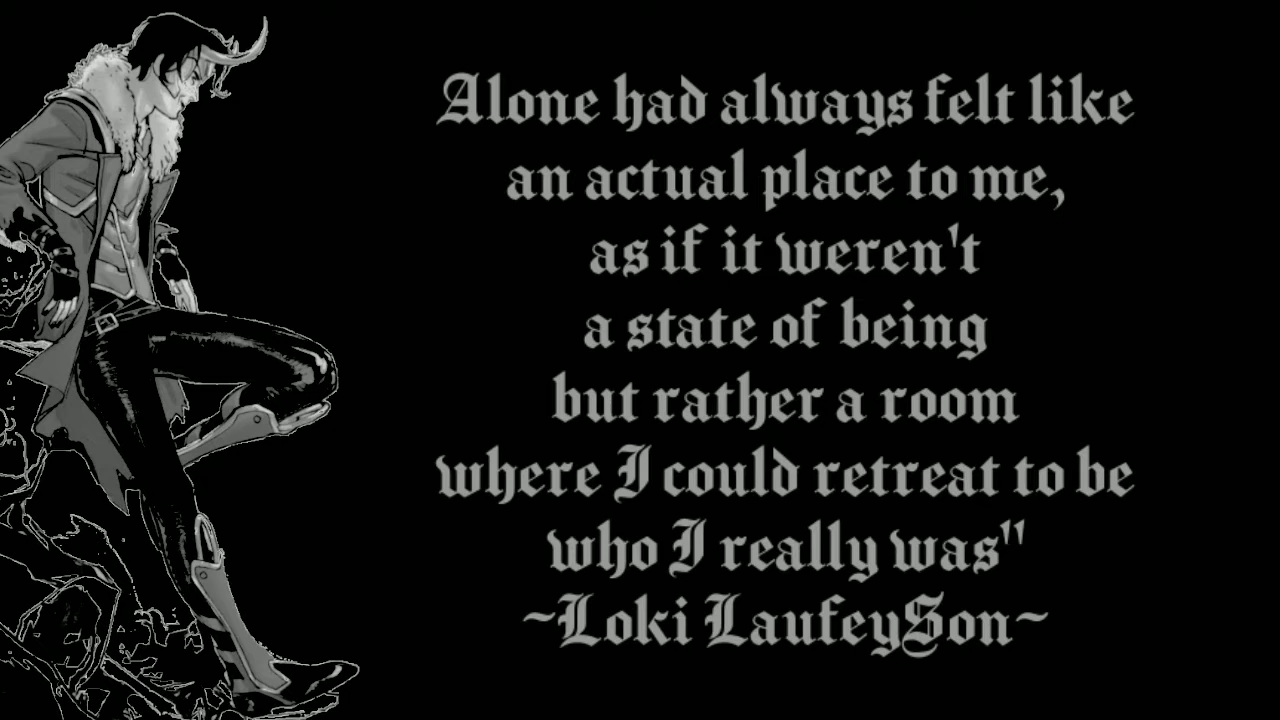 Alone had always felt like
an actual place to me,
as if it weren't
a state of being
but rather a room
where I could retreat to be
who I really was"
~Loki LaufeySon~